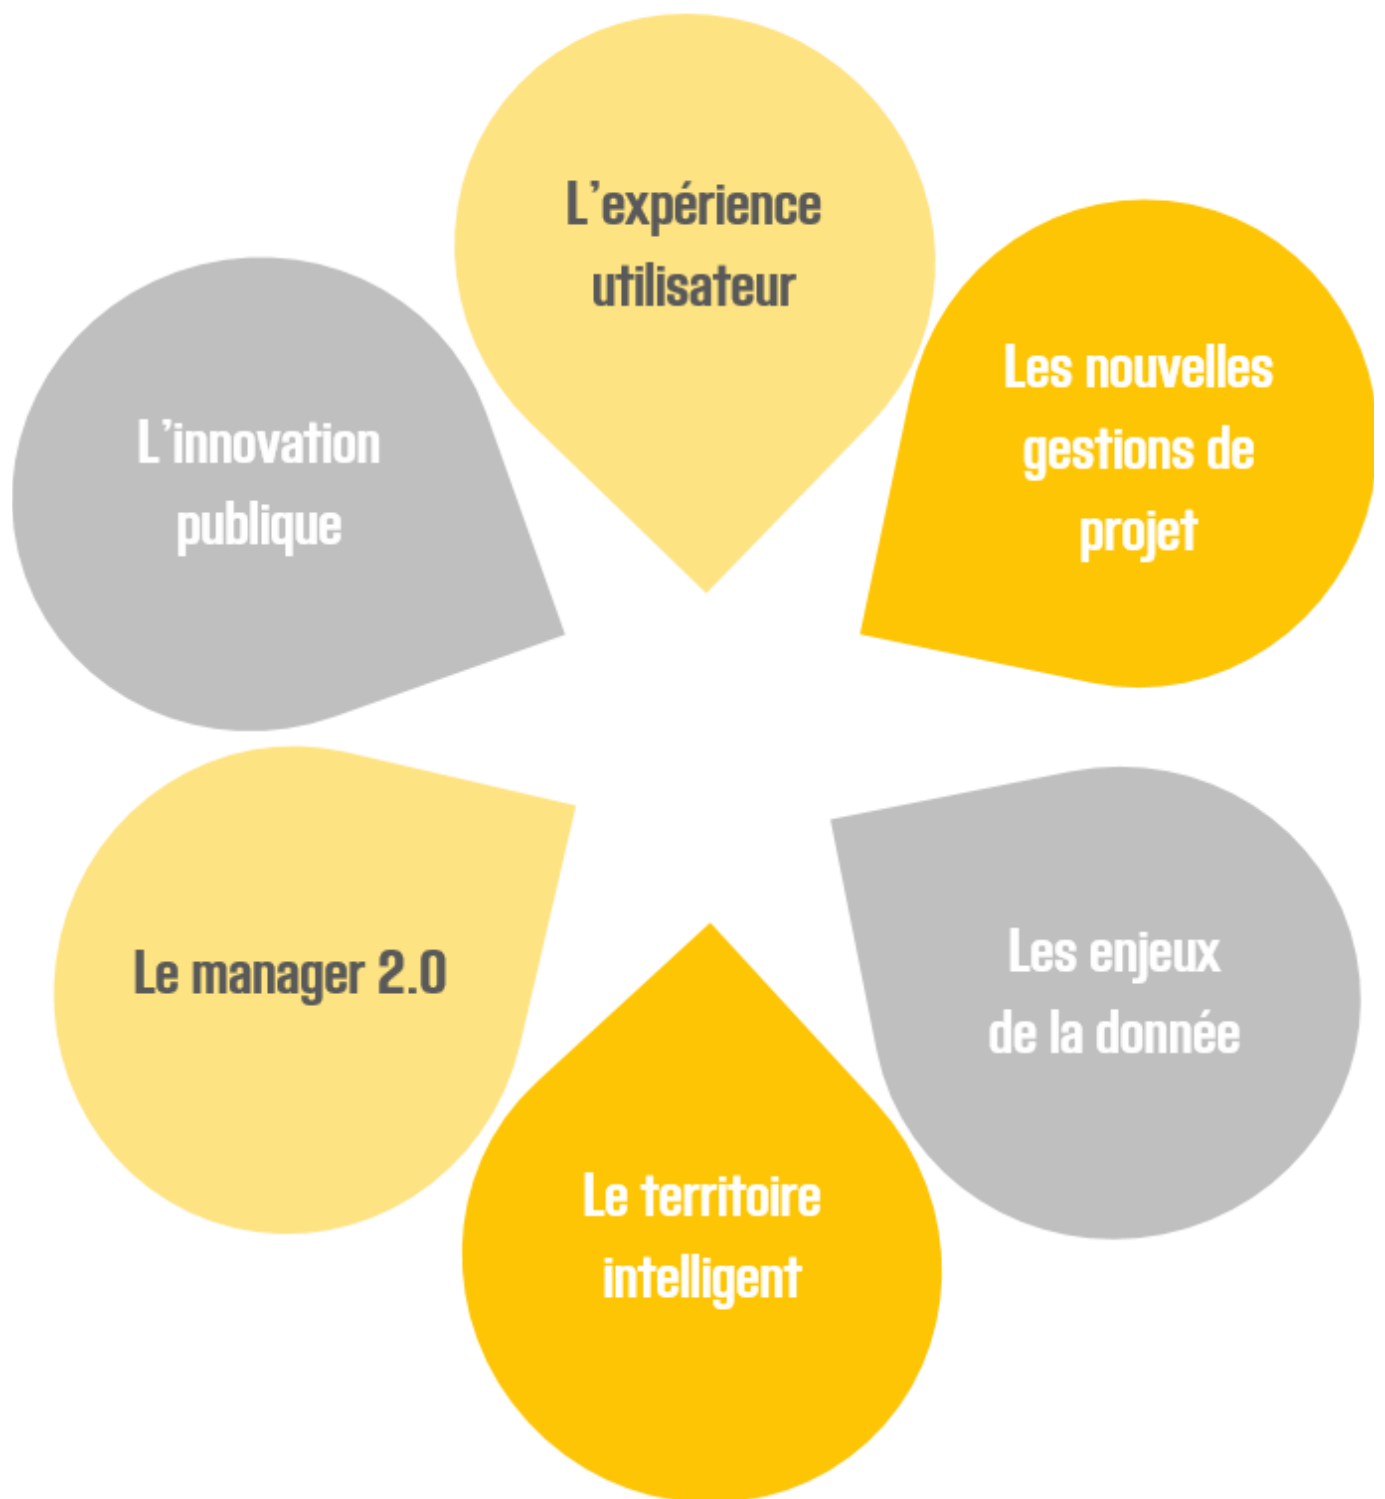 L’expérience
utilisateur
Les nouvelles
gestions de
projet
L’innovation
publique
Les enjeux
de la donnée
Le manager 2.0
Le territoire
intelligent